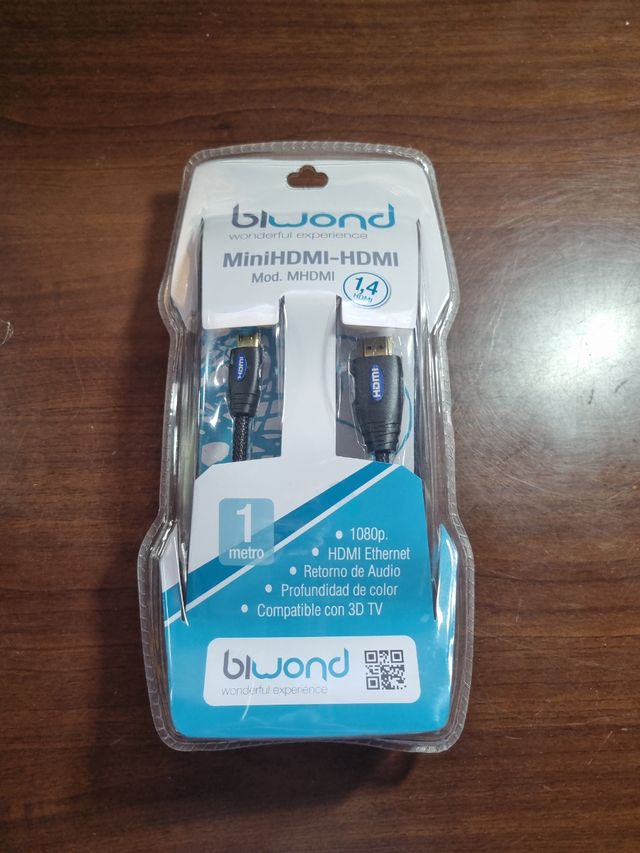 biwond
wonderful experience
MiniHDMI-HDMI
Mod. MHDMI
1,4
HDMI
HDMI
HDMI
1
metro
• 1080p.
• HDMI Ethernet
• Retorno de Audio
• Profundidad de color
• Compatible con 3D TV
biwond
wonderful experience